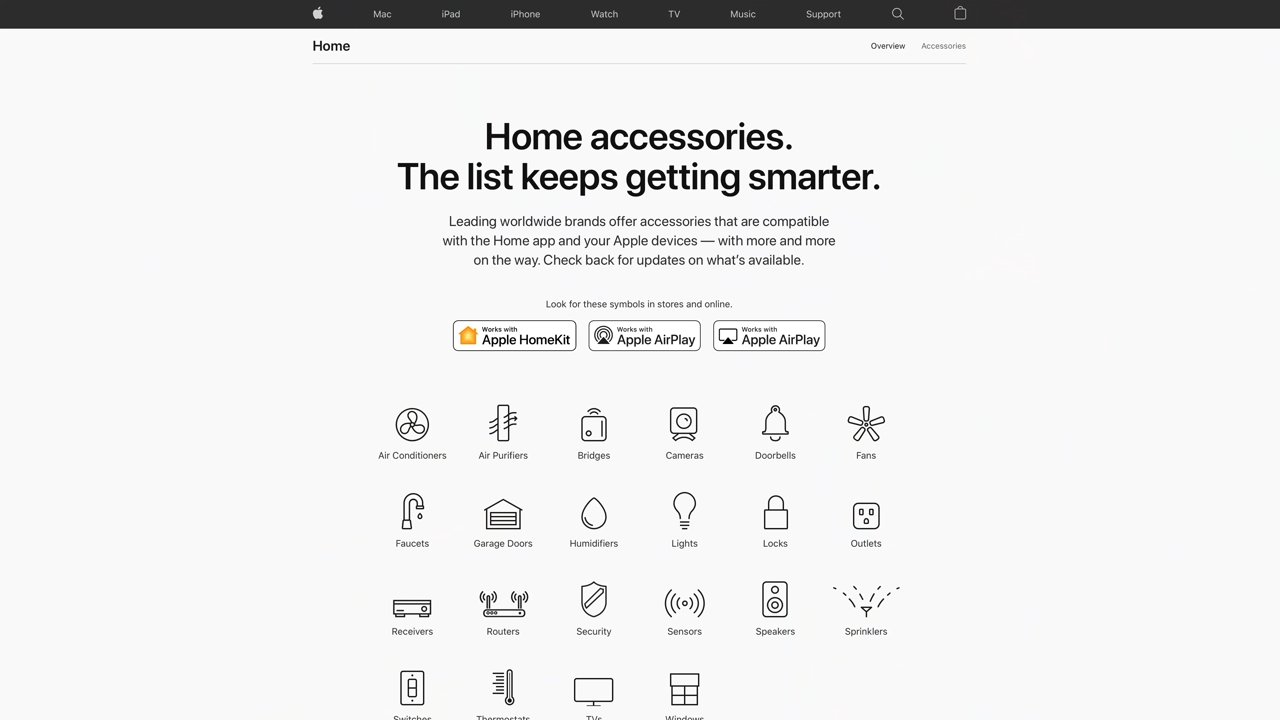 Mac iPad iPhone Watch TV Music Support
Home
Overview Accessories
Home accessories.
The list keeps getting smarter.
Leading worldwide brands offer accessories that are compatible
with the Home app and your Apple devices — with more and more
on the way. Check back for updates on what's available.
Look for these symbols in stores and online.
Works with
Apple HomeKit
Works with
Apple AirPlay
Works with
Apple AirPlay
Air Conditioners Air Purifiers Bridges Cameras Doorbells Fans
Faucets Garage Doors Humidifiers Lights Locks Outlets
Receivers Routers Security Sensors Speakers Sprinklers
Switches Thermostats TVs Windows